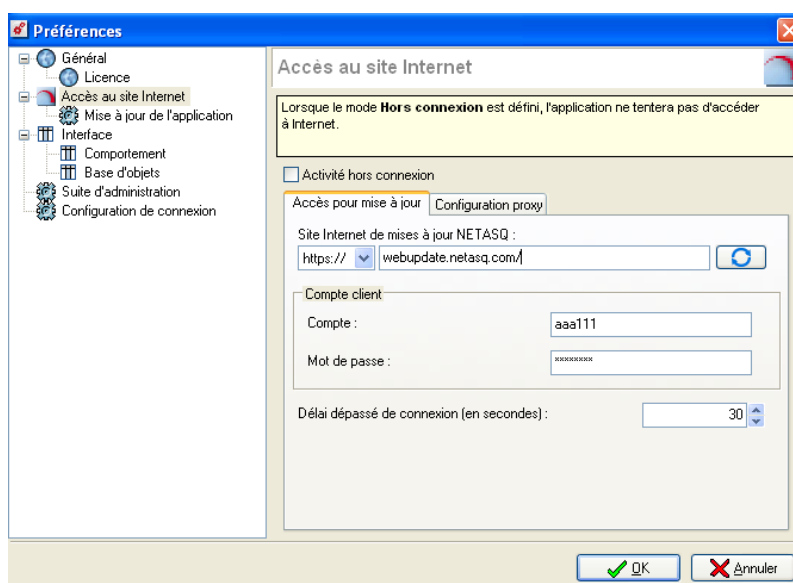 Préférences
Général
Licence
Accès au site Internet
Mise à jour de l'application
Interface
Comportement
Base d'objets
Suite d'administration
Configuration de connexion
Accès au site Internet
Lorsque le mode Hors connexion est défini, l'application ne tentera pas d'accéder
à Internet.
Activité hors connexion
Accès pour mise à jour
Configuration proxy
Site Internet de mises à jour NETASQ :
https://
webupdate.netasq.com/
Compte client
Compte :
aaa111
Mot de passe :
××××××××
Délai dépassé de connexion (en secondes) :
30
OK
Annuler